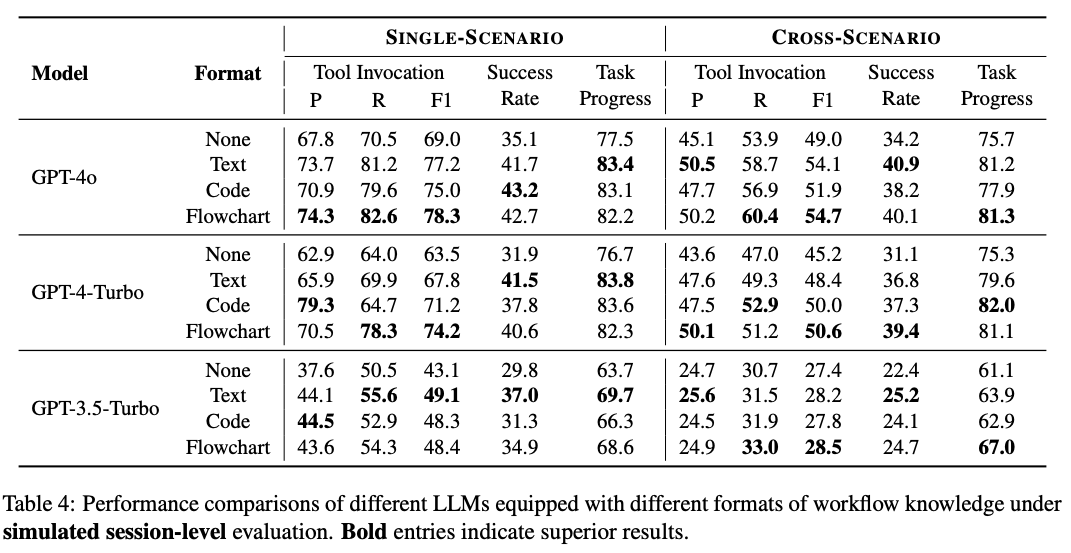 SINGLE-SCENARIO CROSS-SCENARIO
Model Format Tool Invocation Success Task Tool Invocation Success Task
P R F1 Rate Progress P R F1 Rate Progress
None 67.8 70.5 69.0 35.1 77.5 45.1 53.9 49.0 34.2 75.7
GPT-4o Text 73.7 81.2 77.2 41.7 83.4 50.5 58.7 54.1 40.9 81.2
Code 70.9 79.6 75.0 43.2 83.1 47.7 56.9 51.9 38.2 77.9
Flowchart 74.3 82.6 78.3 42.7 82.2 50.2 60.4 54.7 40.1 81.3
None 62.9 64.0 63.5 31.9 76.7 43.6 47.0 45.2 31.1 75.3
GPT-4-Turbo Text 65.9 69.9 67.8 41.5 83.8 47.6 49.3 48.4 36.8 79.6
Code 79.3 64.7 71.2 37.8 83.6 47.5 52.9 50.0 37.3 82.0
Flowchart 70.5 78.3 74.2 40.6 82.3 50.1 51.2 50.6 39.4 81.1
None 37.6 50.5 43.1 29.8 63.7 24.7 30.7 27.4 22.4 61.1
GPT-3.5-Turbo Text 44.1 55.6 49.1 37.0 69.7 25.6 31.5 28.2 25.2 63.9
Code 44.5 52.9 48.3 31.3 66.3 24.5 31.9 27.8 24.1 62.9
Flowchart 43.6 54.3 48.4 34.9 68.6 24.9 33.0 28.5 24.7 67.0
Table 4: Performance comparisons of different LLMs equipped with different formats of workflow knowledge under
simulated session-level evaluation. Bold entries indicate superior results.